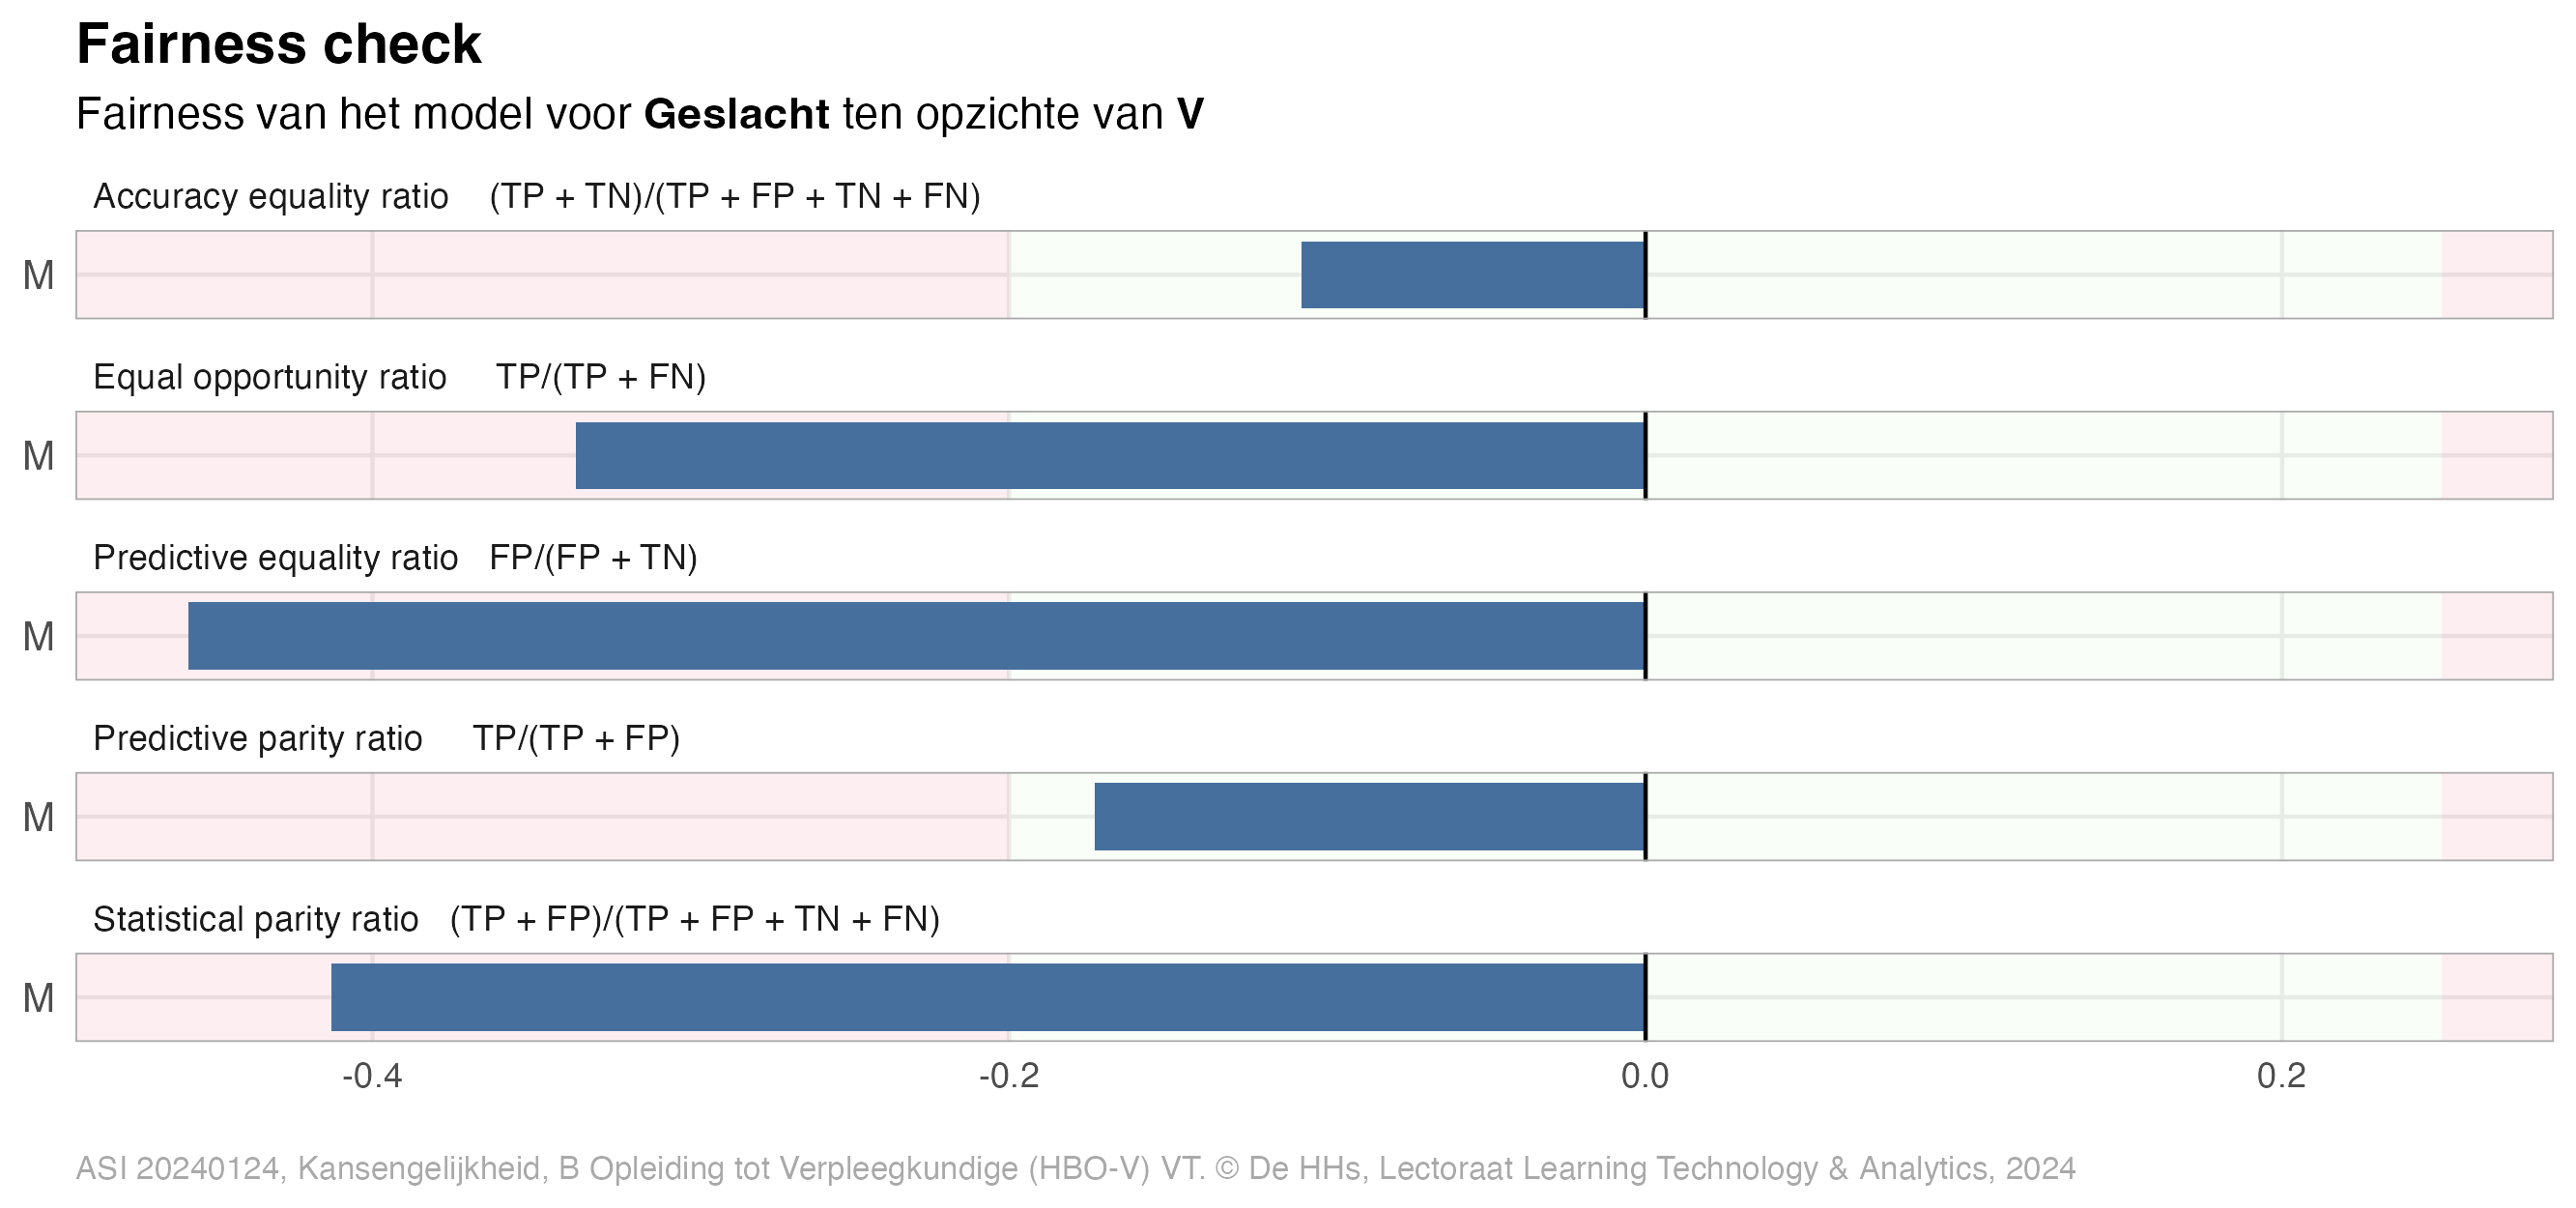 Fairness check
Fairness van het model voor Geslacht ten opzichte van V
Accuracy equality ratio (TP + TN)/(TP + FP + TN + FN)
M
Equal opportunity ratio TP/(TP + FN)
M
Predictive equality ratio FP/(FP + TN)
M
Predictive parity ratio TP/(TP + FP)
M
Statistical parity ratio (TP + FP)/(TP + FP + TN + FN)
M
-0.4 -0.2 0.0 0.2
ASI 20240124, Kansengelijkheid, B Opleiding tot Verpleegkundige (HBO-V) VT. © De HHs, Lectoraat Learning Technology & Analytics, 2024